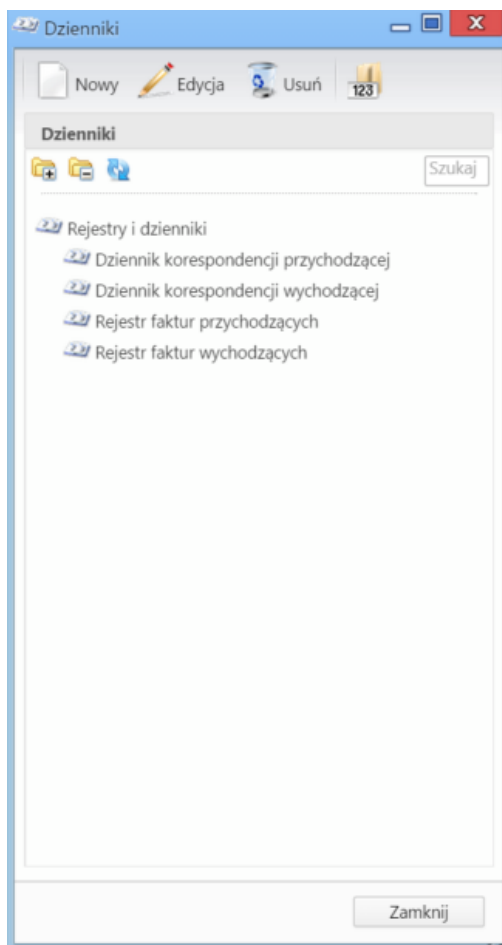 Dzienniki
Nowy Edycja Usuń 123
Dzienniki
Szukaj
Rejestry i dzienniki
Dziennik korespondencji przychodzącej
Dziennik korespondencji wychodzącej
Rejestr faktur przychodzących
Rejestr faktur wychodzących
Zamknij